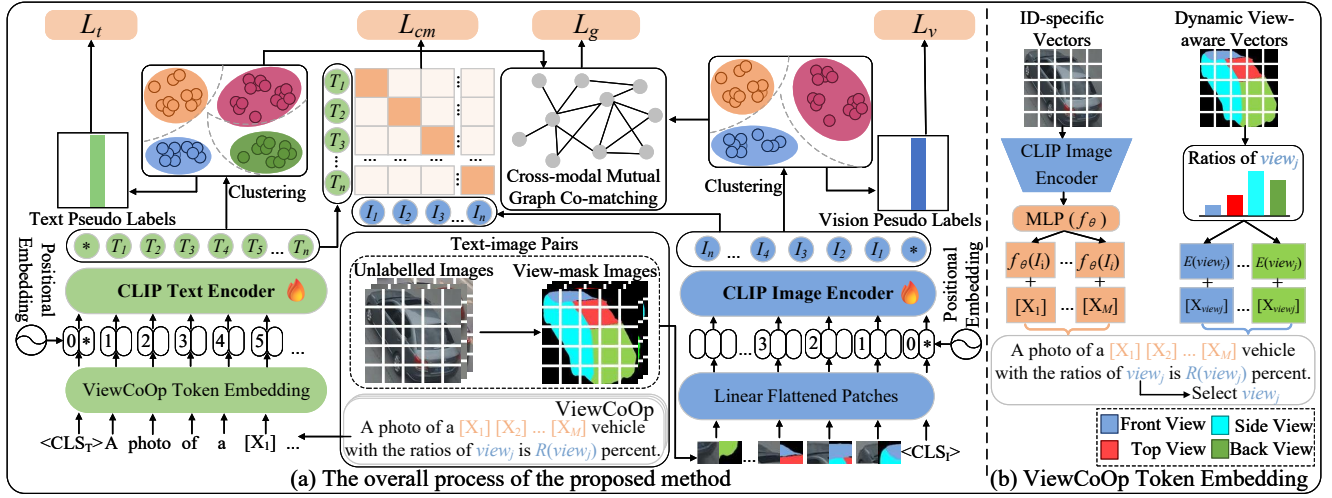 L_t
L_cm
L_g
L_v
T_1
T_2
T_3
T_n
I_1 I_2 I_3 ... I_n
Clustering
Text Pseudo Labels
Cross-modal Mutual
Graph Co-matching
Clustering
Vision Pesudo Labels
* T_1 T_2 T_3 T_4 T_5 ... T_n
Positional
Embedding
CLIP Text Encoder
0 * 1 2 3 4 5 ...
ViewCoOp Token Embedding
<CLS_T> A photo of a [X_1] ...
Text-image Pairs
Unlabelled Images
View-mask Images
ViewCoOp
A photo of a [X_1] [X_2] ... [X_M] vehicle
with the ratios of view_j is R(view_j) percent.
I_n ... I_4 I_3 I_2 I_1 *
Positional
Embedding
CLIP Image Encoder
... 3 2 1 0 *
Linear Flattened Patches
... <CLS_I>
(a) The overall process of the proposed method
ID-specific
Vectors
CLIP Image
Encoder
MLP (f_θ)
f_θ(I_i) ... f_θ(I_i)
+ +
[X_1] ... [X_M]
Dynamic View-
aware Vectors
Ratios of view_j
E(view_j) ... E(view_j)
+ +
[X_viewj] ... [X_viewj]
A photo of a [X_1] [X_2] ... [X_M] vehicle
with the ratios of view_j is R(view_j) percent.
Select view_j
Front View
Side View
Top View
Back View
(b) ViewCoOp Token Embedding